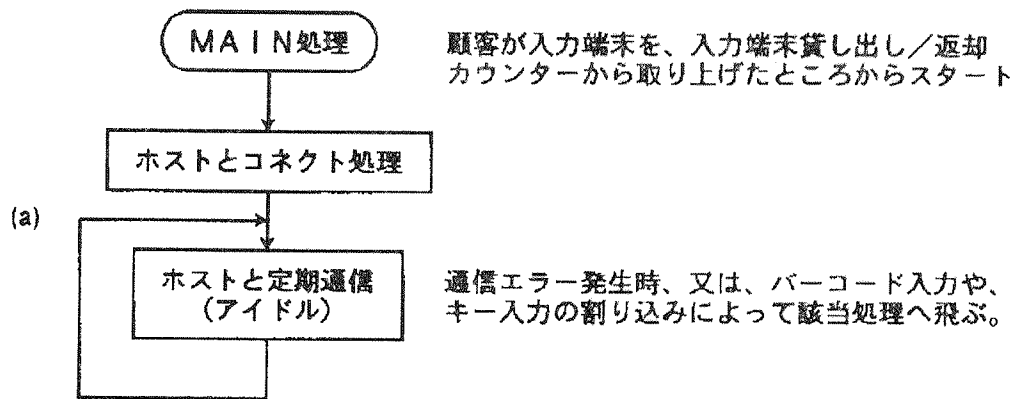 MAIN処理
顧客が入力端末を、入力端末貸し出し／返却
カウンターから取り上げたところからスタート
ホストとコネクト処理
(a)
ホストと定期通信
(アイドル)
通信エラー発生時、又は、バーコード入力や、
キー入力の割り込みによって該当処理へ飛ぶ。